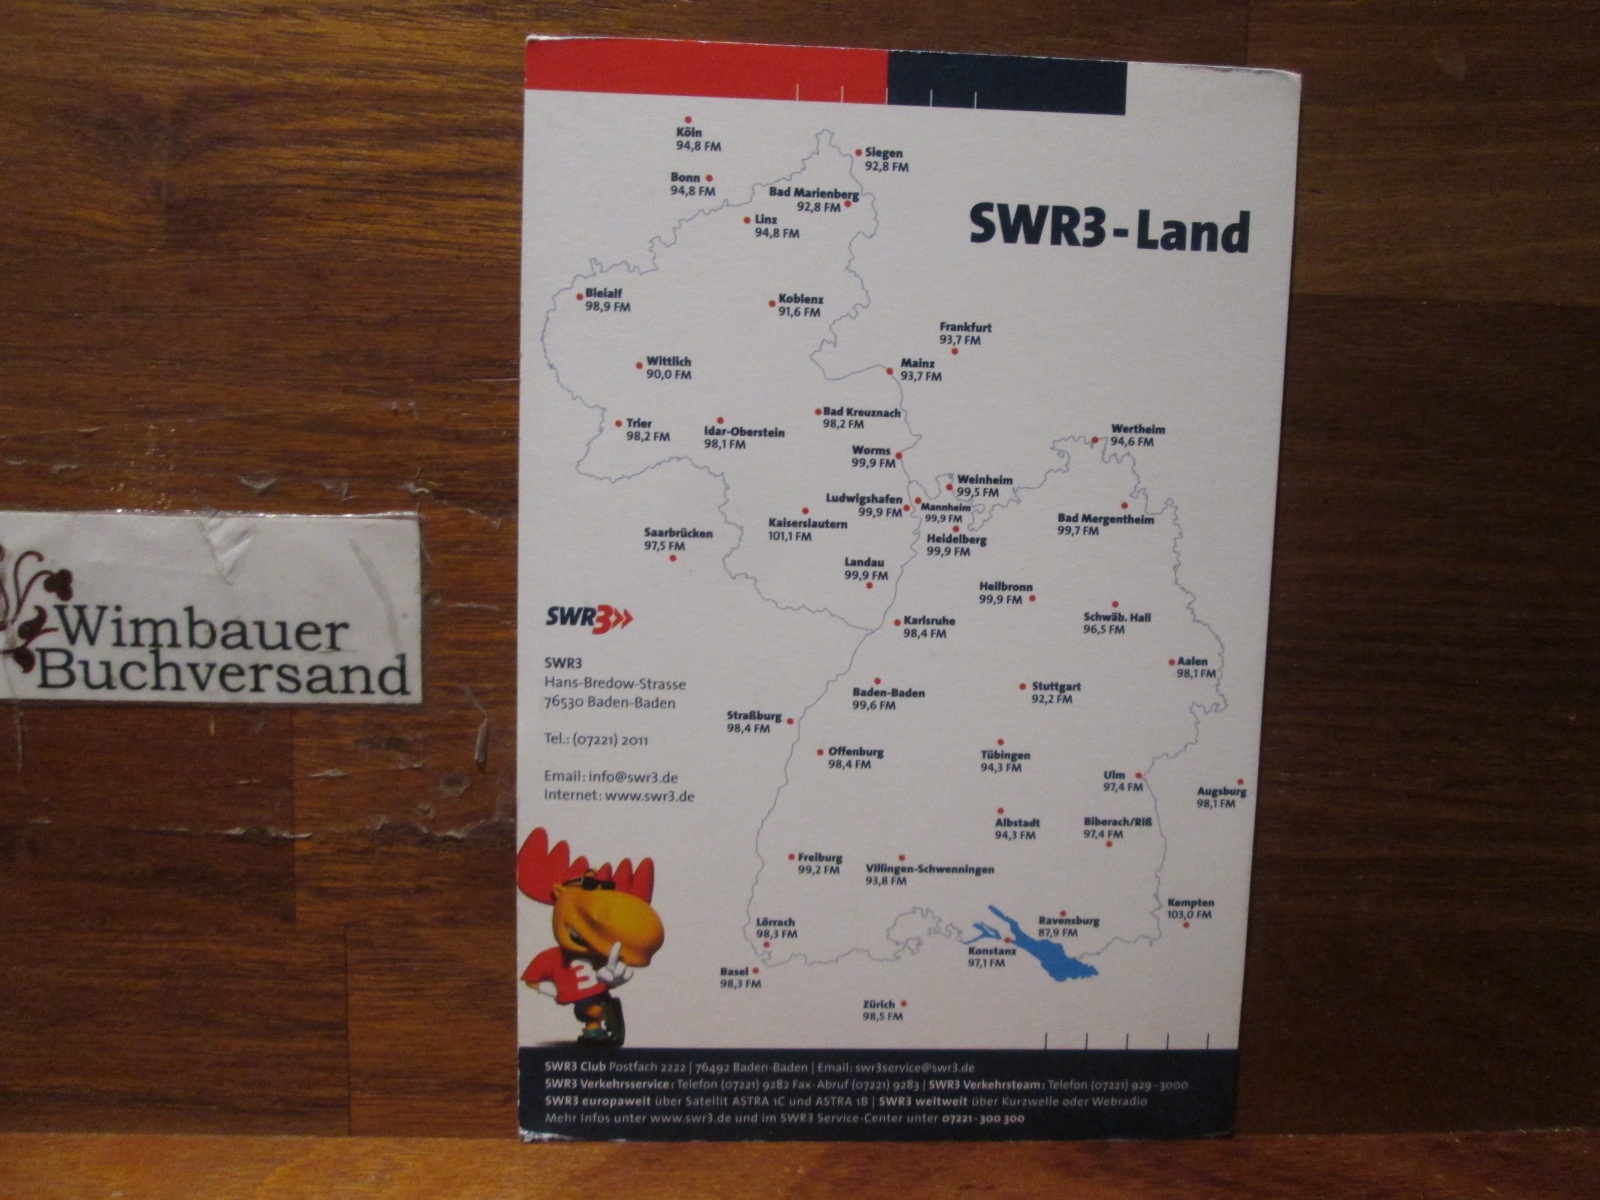 SWR3-Land
Köln
94,8 FM
Siegen
92,8 FM
Bonn
94,8 FM
Bad Marienberg
92,8 FM
Linz
94,8 FM
Bleialf
98,9 FM
Koblenz
91,6 FM
Frankfurt
93,7 FM
Wittlich
90,0 FM
Mainz
93,7 FM
Bad Kreuznach
98,2 FM
Trier
98,2 FM
Idar-Oberstein
98,1 FM
Wertheim
94,6 FM
Worms
99,9 FM
Weinheim
99,5 FM
Ludwigshafen
99,9 FM
Mannheim
99,9 FM
Kaiserslautern
101,1 FM
Bad Mergentheim
99,7 FM
Saarbrücken
97,5 FM
Heidelberg
99,9 FM
Landau
99,9 FM
Heilbronn
99,9 FM
Schwäb. Hall
96,5 FM
Karlsruhe
98,4 FM
Aalen
98,1 FM
Baden-Baden
99,6 FM
Stuttgart
92,2 FM
Straßburg
98,4 FM
Offenburg
98,4 FM
Tübingen
94,3 FM
Ulm
97,4 FM
Augsburg
98,1 FM
Albstadt
94,3 FM
Biberach/Riß
97,4 FM
Freiburg
99,2 FM
Villingen-Schwenningen
93,8 FM
Kempten
103,0 FM
Lörrach
98,3 FM
Ravensburg
87,9 FM
Konstanz
97,1 FM
Basel
98,3 FM
Zürich
98,5 FM
SWR3»
SWR3
Hans-Bredow-Strasse
76530 Baden-Baden
Tel.: (07221) 2011
Email: info@swr3.de
Internet: www.swr3.de
3
SWR3 Club Postfach 2222 | 76492 Baden-Baden | Email: swr3service@swr3.de
SWR3 Verkehrsservice: Telefon (07221) 9282 Fax-Abruf (07221) 9283 | SWR3 Verkehrsteam: Telefon (07221) 929-3000
SWR3 europaweit über Satellit ASTRA 1C und ASTRA 1B | SWR3 weltweit über Kurzwelle oder Webradio
Mehr Infos unter www.swr3.de und im SWR3 Service-Center unter 07221-300 300
Wimbauer
Buchversand